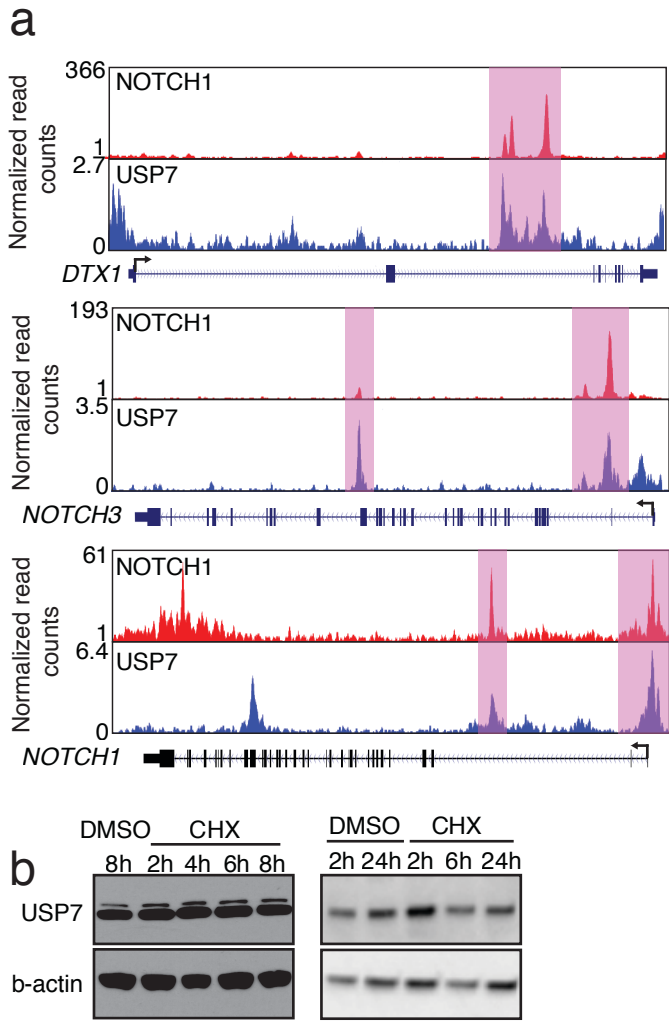 a
Normalized read counts
366
NOTCH1
1
2.7
USP7
0
DTX1
Normalized read counts
193
NOTCH1
1
3.5
USP7
0
NOTCH3
Normalized read counts
61
NOTCH1
1
6.4
USP7
0
NOTCH1
b
DMSO CHX
8h 2h 4h 6h 8h
DMSO CHX
2h 24h 2h 6h 24h
USP7
b-actin